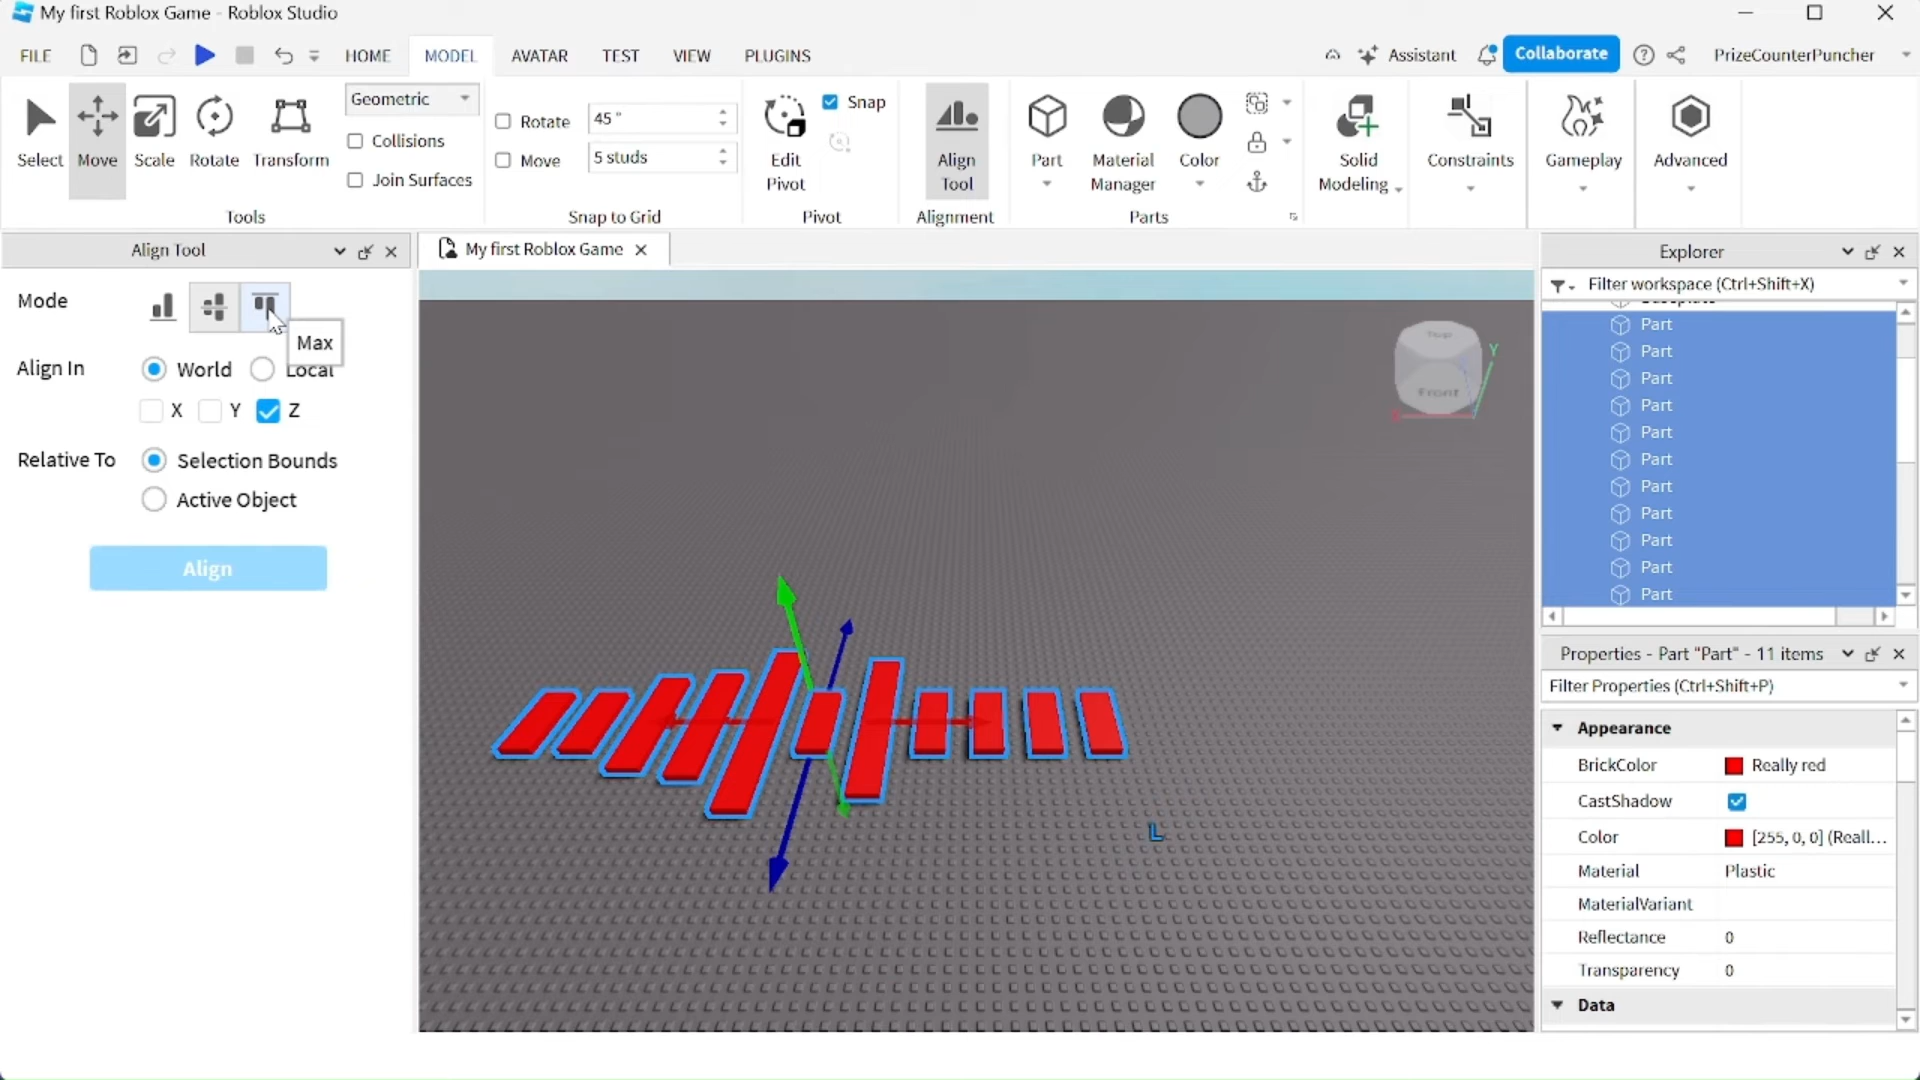 My first Roblox Game - Roblox Studio
FILE HOME MODEL AVATAR TEST VIEW PLUGINS Assistant Collaborate PrizeCounterPuncher
Select Move Scale Rotate Transform
Geometric
Collisions
Join Surfaces
Tools
Rotate 45 °
Move 5 studs
Snap to Grid
Edit Pivot
Snap
Pivot
Align Tool
Alignment
Part Material Manager Color
Parts
Solid Modeling
Constraints
Gameplay
Advanced
Align Tool
My first Roblox Game
Explorer
Mode
Max
Align In World Local
X Y Z
Relative To Selection Bounds
Active Object
Align
Top
Front
Y
L
Filter workspace (Ctrl+Shift+X)
Baseplate
Part
Part
Part
Part
Part
Part
Part
Part
Part
Part
Part
Properties - Part "Part" - 11 items
Filter Properties (Ctrl+Shift+P)
Appearance
BrickColor Really red
CastShadow
Color [255, 0, 0] (Reall...
Material Plastic
MaterialVariant
Reflectance 0
Transparency 0
Data